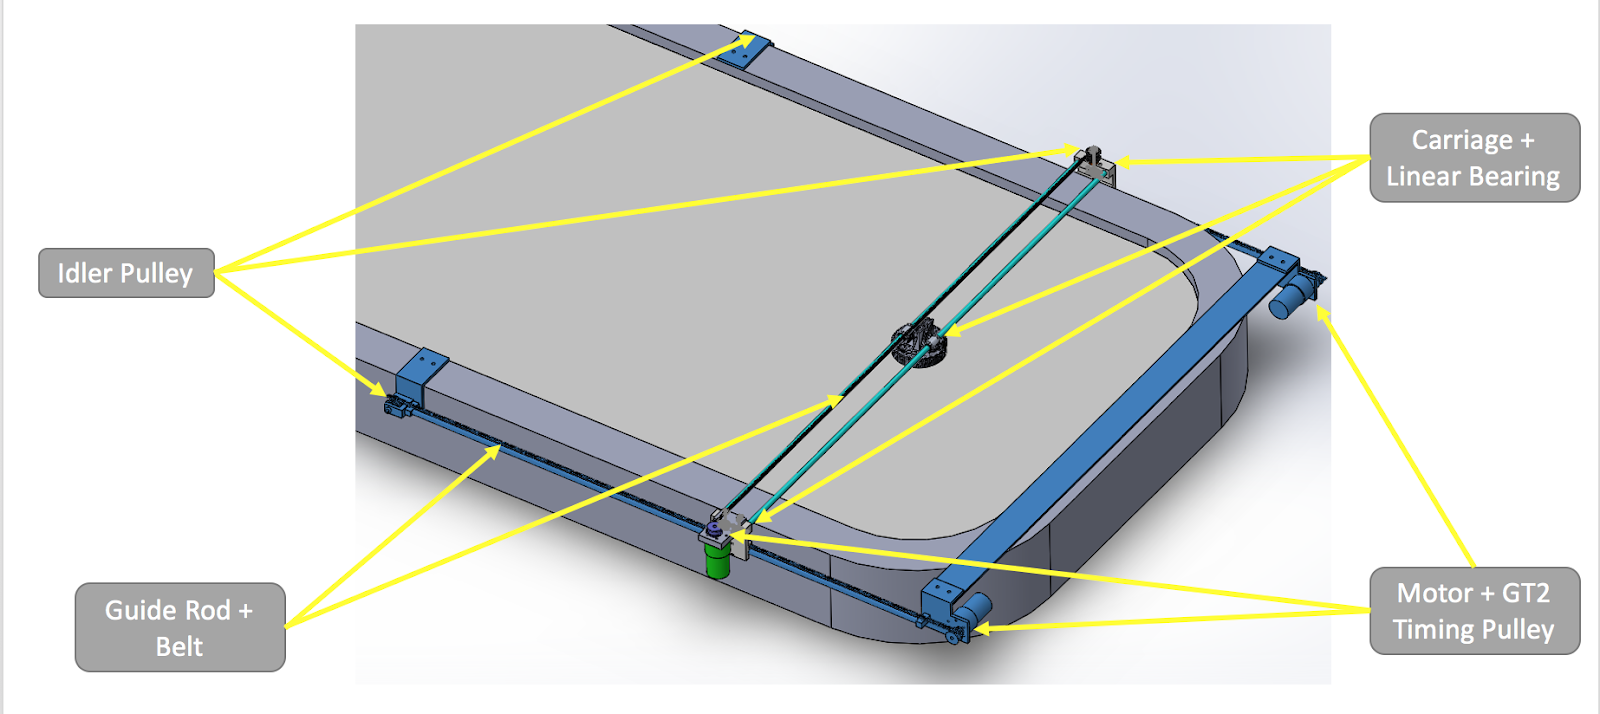 Carriage +
Linear Bearing
Idler Pulley
Guide Rod +
Belt
Motor + GT2
Timing Pulley